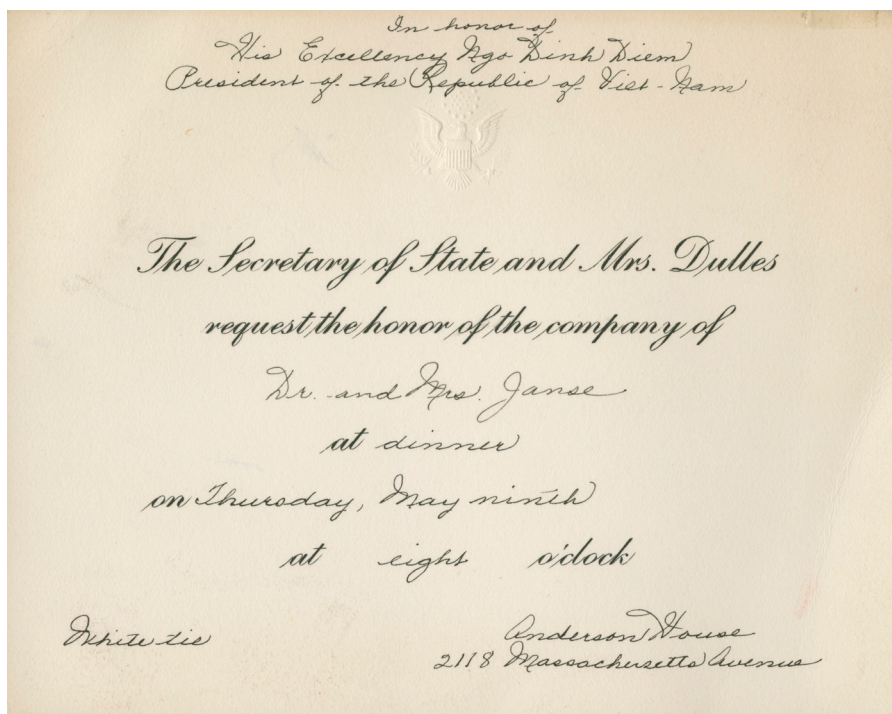 In honor of
His Excellency Ngo Dinh Diem
President of the Republic of Viet-Nam
The Secretary of State and Mrs. Dulles
request the honor of the company of
Dr. and Mrs. Janse
at dinner
on Thursday, May ninth
at eight o'clock
White tie
Anderson House
2118 Massachusetts Avenue